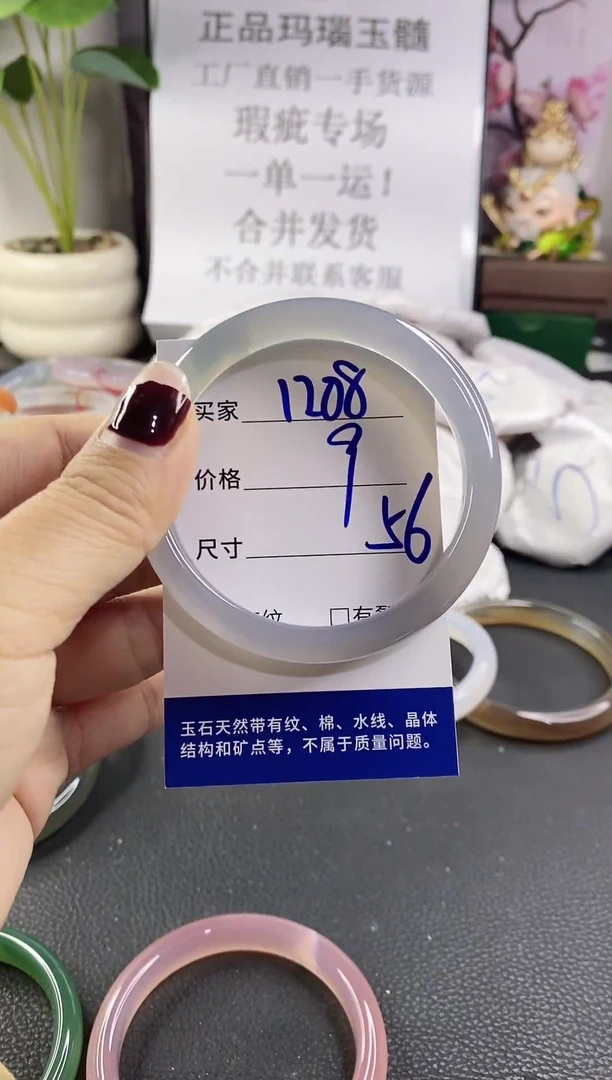 正品玛瑙玉髓
工厂直销一手货源
瑕疵专场
一单一运！
合并发货
不合并联系客服
买家 1208
价格 9
尺寸 56
纹 □有
玉石天然带有纹、棉、水线、晶体
结构和矿点等，不属于质量问题。